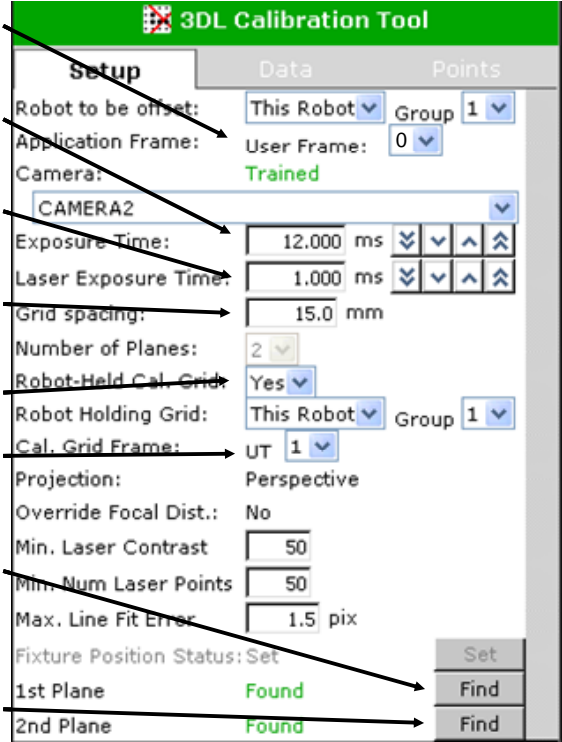 3DL Calibration Tool
Setup Data Points
Robot to be offset: This Robot Group 1
Application Frame: User Frame: 0
Camera: Trained
CAMERA2
Exposure Time: 12.000 ms
Laser Exposure Time: 1.000 ms
Grid spacing: 15.0 mm
Number of Planes: 2
Robot-Held Cal. Grid: Yes
Robot Holding Grid: This Robot Group 1
Cal. Grid Frame: UT 1
Projection: Perspective
Override Focal Dist.: No
Min. Laser Contrast 50
Min. Num Laser Points 50
Max. Line Fit Error 1.5 pix
Fixture Position Status: Set Set
1st Plane Found Find
2nd Plane Found Find